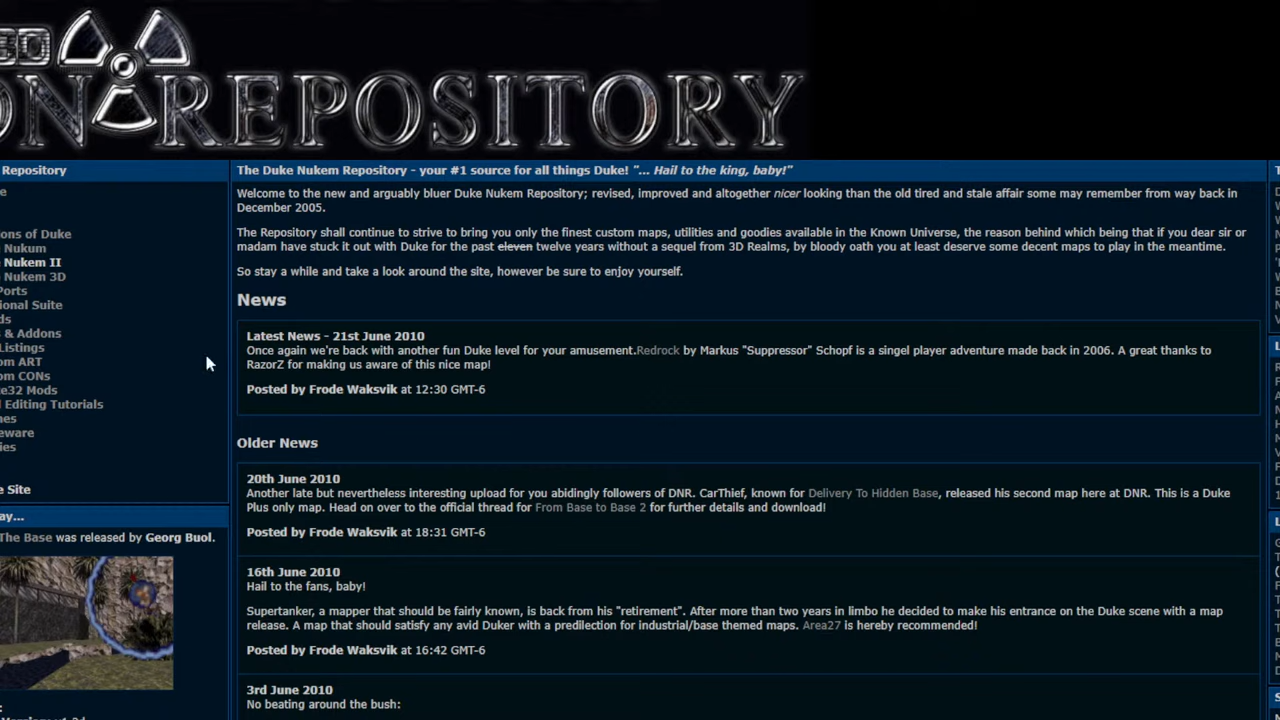 3D
ON REPOSITORY
Repository
The Duke Nukem Repository - your #1 source for all things Duke! "... Hail to the king, baby!"
Welcome to the new and arguably bluer Duke Nukem Repository; revised, improved and altogether nicer looking than the old tired and stale affair some may remember from way back in
December 2005.
The Repository shall continue to strive to bring you only the finest custom maps, utilities and goodies available in the Known Universe, the reason behind which being that if you dear sir or
madam have stuck it out with Duke for the past eleven twelve years without a sequel from 3D Realms, by bloody oath you at least deserve some decent maps to play in the meantime.
So stay a while and take a look around the site, however be sure to enjoy yourself.
e
ons of Duke
Nukum
Nukem II
Nukem 3D
Ports
ional Suite
ds
s & Addons
Listings
om ART
om CONs
te32 Mods
l Editing Tutorials
nes
eware
ies
e Site
ay...
The Base was released by Georg Buol.
News
Latest News - 21st June 2010
Once again we're back with another fun Duke level for your amusement.Redrock by Markus "Suppressor" Schopf is a singel player adventure made back in 2006. A great thanks to
RazorZ for making us aware of this nice map!
Posted by Frode Waksvik at 12:30 GMT-6
Older News
20th June 2010
Another late but nevertheless interesting upload for you abidingly followers of DNR. CarThief, known for Delivery To Hidden Base, released his second map here at DNR. This is a Duke
Plus only map. Head on over to the official thread for From Base to Base 2 for further details and download!
Posted by Frode Waksvik at 18:31 GMT-6
16th June 2010
Hail to the fans, baby!
Supertanker, a mapper that should be fairly known, is back from his "retirement". After more than two years in limbo he decided to make his entrance on the Duke scene with a map
release. A map that should satisfy any avid Duker with a predilection for industrial/base themed maps. Area27 is hereby recommended!
Posted by Frode Waksvik at 16:42 GMT-6
3rd June 2010
No beating around the bush: